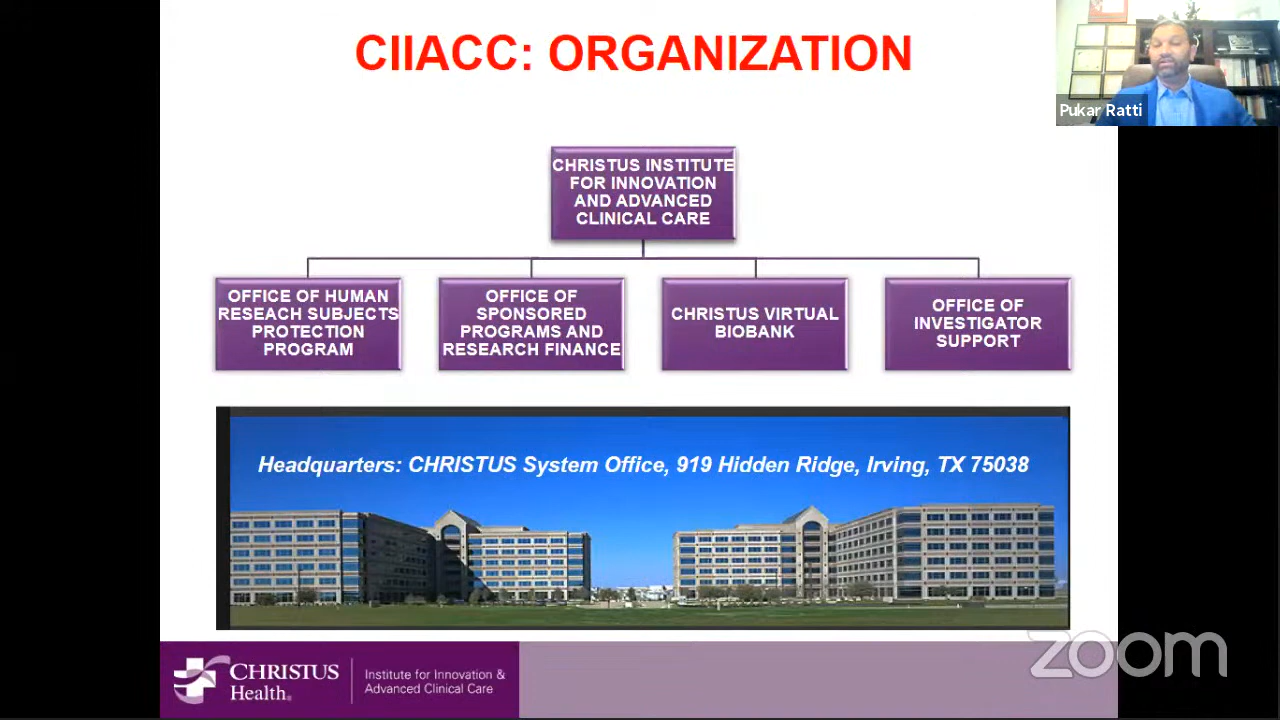 CIIACC: ORGANIZATION
Pukar Ratti
CHRISTUS INSTITUTE
FOR INNOVATION
AND ADVANCED
CLINICAL CARE
OFFICE OF HUMAN
RESEACH SUBJECTS
PROTECTION
PROGRAM
OFFICE OF
SPONSORED
PROGRAMS AND
RESEARCH FINANCE
CHRISTUS VIRTUAL
BIOBANK
OFFICE OF
INVESTIGATOR
SUPPORT
Headquarters: CHRISTUS System Office, 919 Hidden Ridge, Irving, TX 75038
CHRISTUS
Health®
Institute for Innovation &
Advanced Clinical Care
zoom